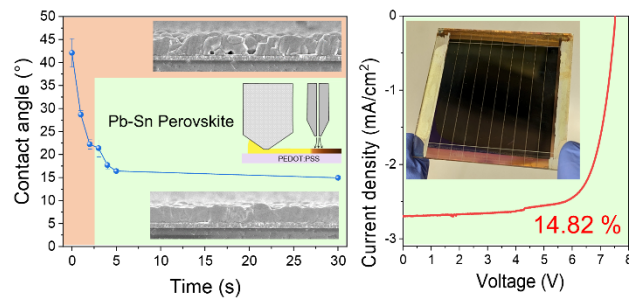 50
45
40
35
30
25
20
15
10
5
0
Contact angle (°)
Pb-Sn Perovskite
PEDOT:PSS
0 5 10 15 20 25 30
Time (s)
0
-1
-2
-3
Current density (mA/cm²)
14.82 %
0 1 2 3 4 5 6 7 8
Voltage (V)